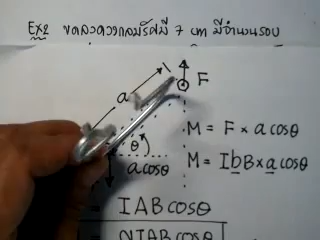 Ex2 ขดลวดวงกลมรัศมี 7 cm มีจำนวนรอบ
a
F
M = F × a cosθ
θ
a cosθ
M = IbB × a cosθ
= IAB cosθ
NIAB cosθ